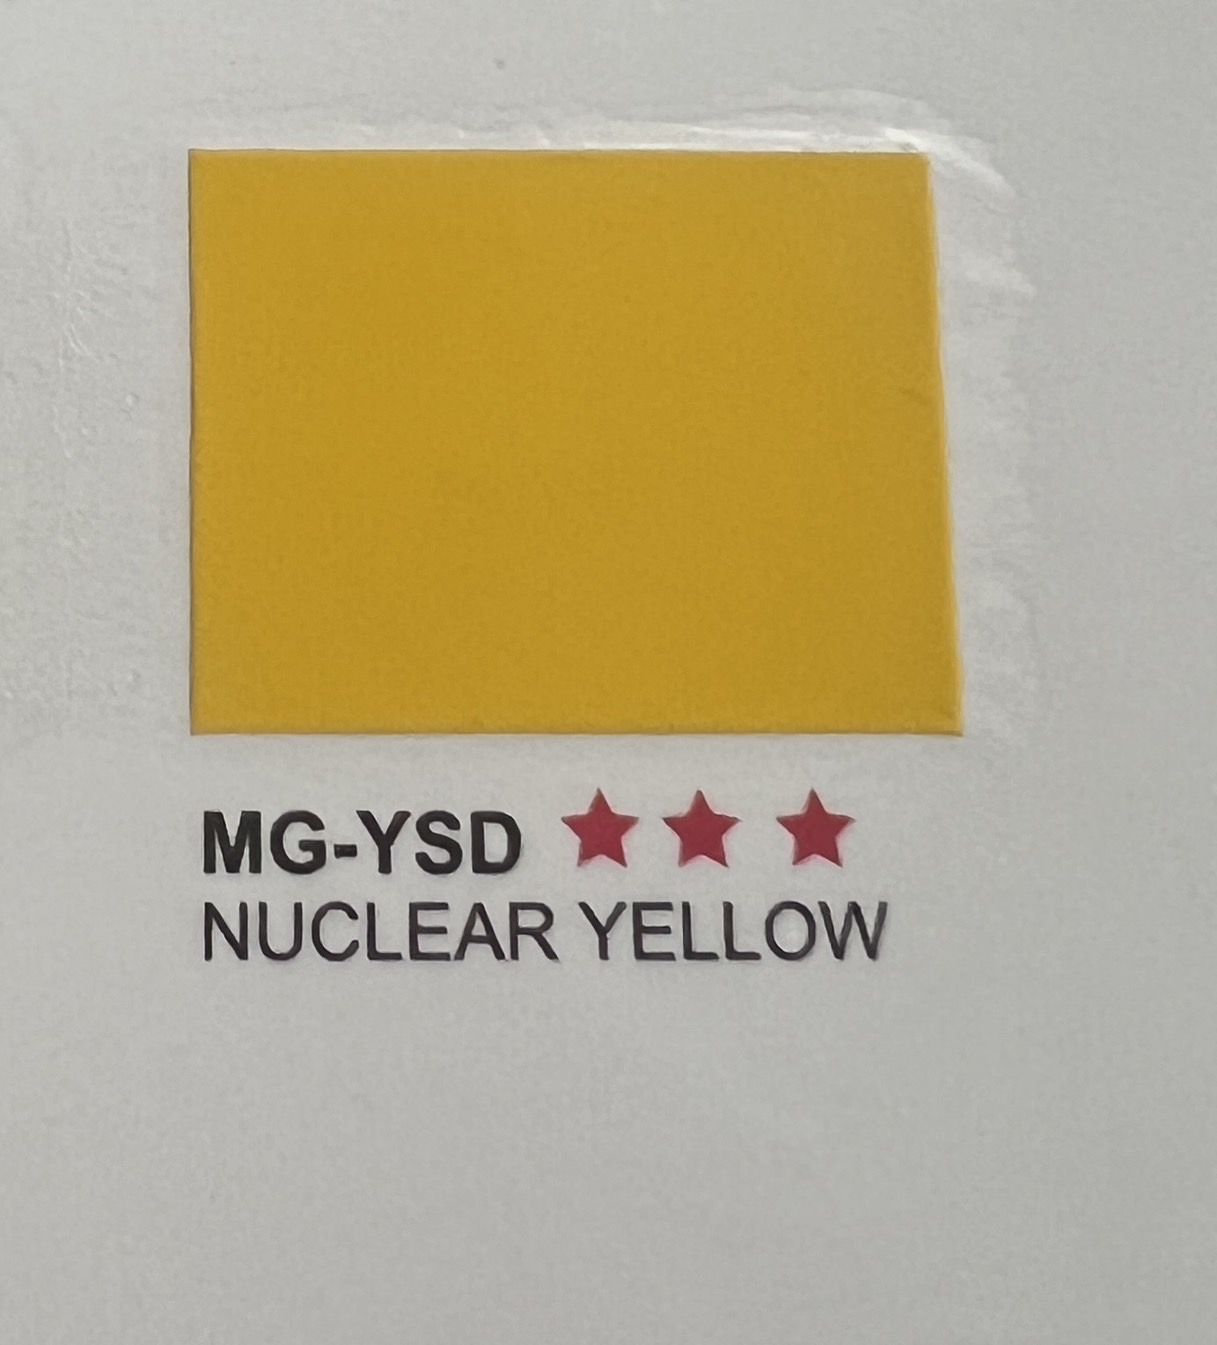 MG-YSD ★ ★ ★
NUCLEAR YELLOW